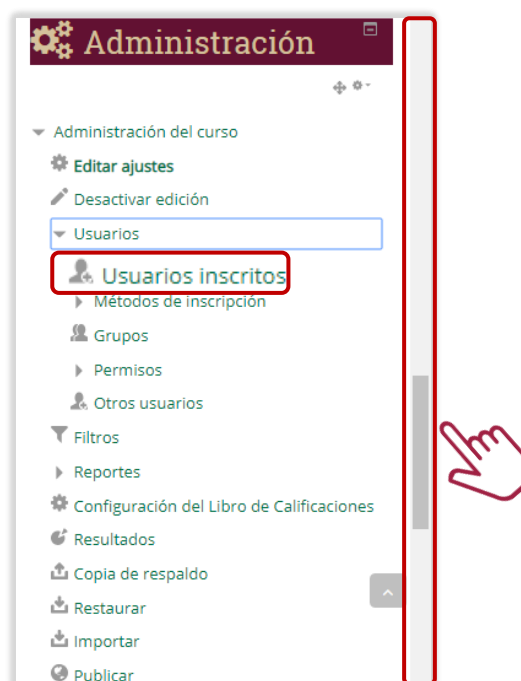 Administración
Administración del curso
Editar ajustes
Desactivar edición
Usuarios
Usuarios inscritos
Métodos de inscripción
Grupos
Permisos
Otros usuarios
Filtros
Reportes
Configuración del Libro de Calificaciones
Resultados
Copia de respaldo
Restaurar
Importar
Publicar